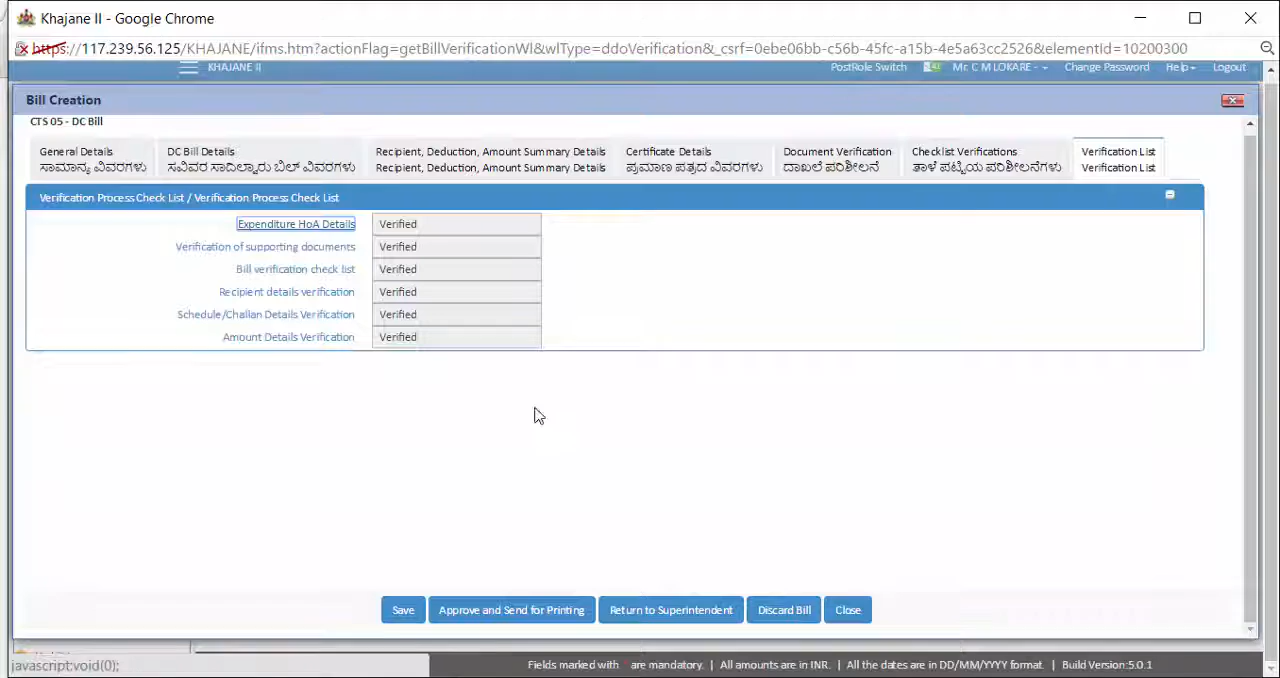 Khajane II - Google Chrome
https://117.239.56.125/KHAJANE/ifms.htm?actionFlag=getBillVerificationWl&wlType=ddoVerification&_csrf=0ebe06bb-c56b-45fc-a15b-4e5a63cc2526&elementId=10200300
KHAJANE II PostRole Switch Mr. C M LOKARE - Change Password Help Logout
Bill Creation
CTS 05 - DC Bill
General Details DC Bill Details Recipient, Deduction, Amount Summary Details Certificate Details Document Verification Checklist Verifications Verification List
ಸಾಮಾನ್ಯ ವಿವರಗಳು ಸವಿವರ ಸಾದಿಲ್ವಾರು ಬಿಲ್ ವಿವರಗಳು Recipient, Deduction, Amount Summary Details ಪ್ರಮಾಣ ಪತ್ರದ ವಿವರಗಳು ದಾಖಲೆ ಪರಿಶೀಲನೆ ತಾಳೆ ಪಟ್ಟಿಯ ಪರಿಶೀಲನೆಗಳು Verification List
Verification Process Check List / Verification Process Check List
Expenditure HoA Details Verified
Verification of supporting documents Verified
Bill verification check list Verified
Recipient details verification Verified
Schedule/Challan Details Verification Verified
Amount Details Verification Verified
Save Approve and Send for Printing Return to Superintendent Discard Bill Close
javascript:void(0); Fields marked with * are mandatory. | All amounts are in INR. | All the dates are in DD/MM/YYYY format. | Build Version:5.0.1